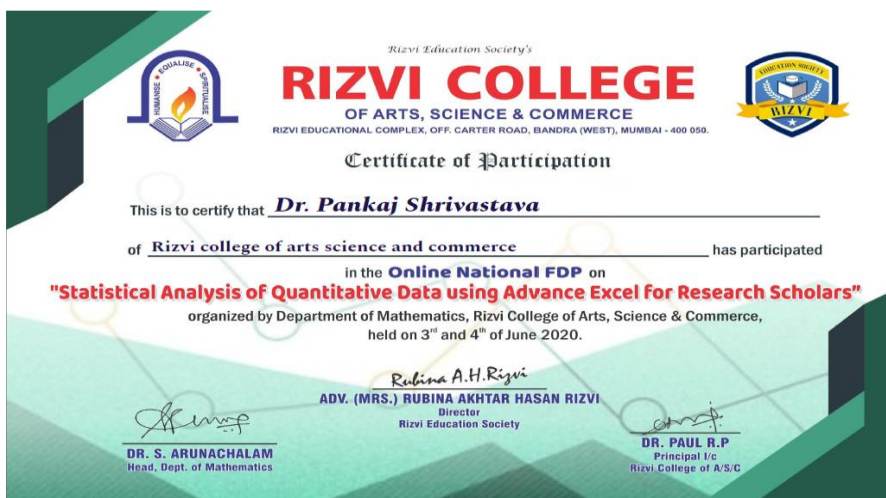 Rizvi Education Society's
HUMANISE • EQUALISE • SPIRITUALISE
RIZVI COLLEGE
EDUCATION SOCIETY
RIZVI
OF ARTS, SCIENCE & COMMERCE
RIZVI EDUCATIONAL COMPLEX, OFF. CARTER ROAD, BANDRA (WEST), MUMBAI - 400 050.
Certificate of Participation
This is to certify that Dr. Pankaj Shrivastava
of Rizvi college of arts science and commerce has participated
in the Online National FDP on
"Statistical Analysis of Quantitative Data using Advance Excel for Research Scholars"
organized by Department of Mathematics, Rizvi College of Arts, Science & Commerce,
held on 3rd and 4th of June 2020.
Rubina A.H.Rizvi
ADV. (MRS.) RUBINA AKHTAR HASAN RIZVI
Director
Rizvi Education Society
DR. S. ARUNACHALAM
Head, Dept. of Mathematics
DR. PAUL R.P
Principal I/c
Rizvi College of A/S/C